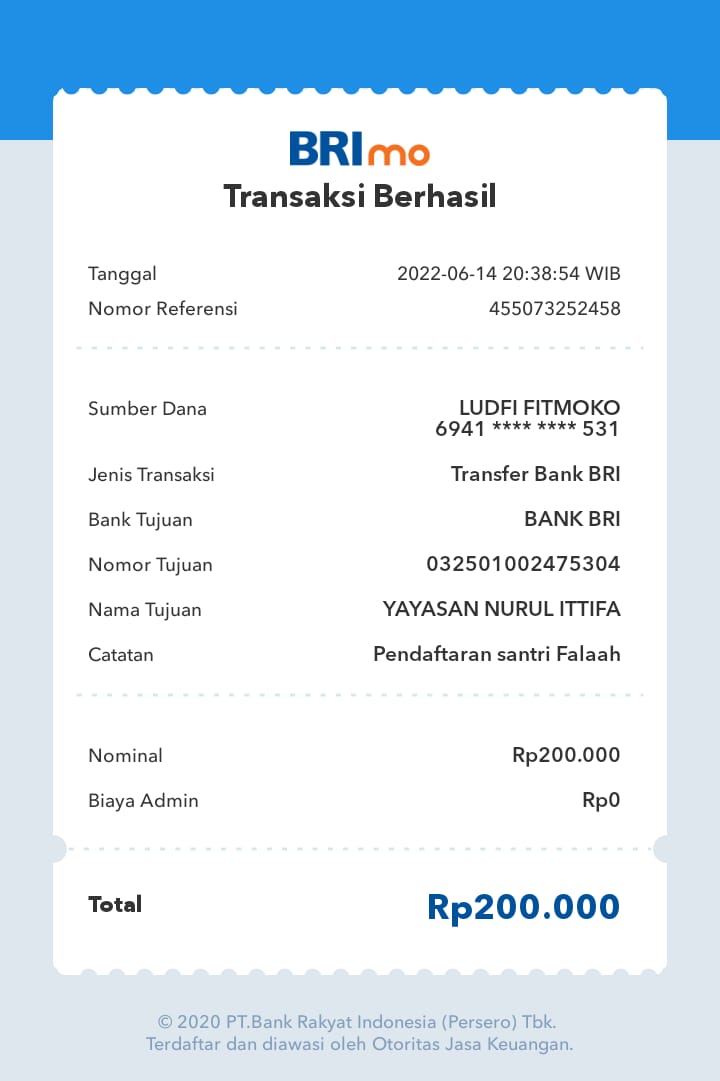 BRImo
Transaksi Berhasil
Tanggal 2022-06-14 20:38:54 WIB
Nomor Referensi 455073252458
Sumber Dana LUDFI FITMOKO
6941 **** **** 531
Jenis Transaksi Transfer Bank BRI
Bank Tujuan BANK BRI
Nomor Tujuan 032501002475304
Nama Tujuan YAYASAN NURUL ITTIFA
Catatan Pendaftaran santri Falaah
Nominal Rp200.000
Biaya Admin Rp0
Total Rp200.000
© 2020 PT.Bank Rakyat Indonesia (Persero) Tbk.
Terdaftar dan diawasi oleh Otoritas Jasa Keuangan.